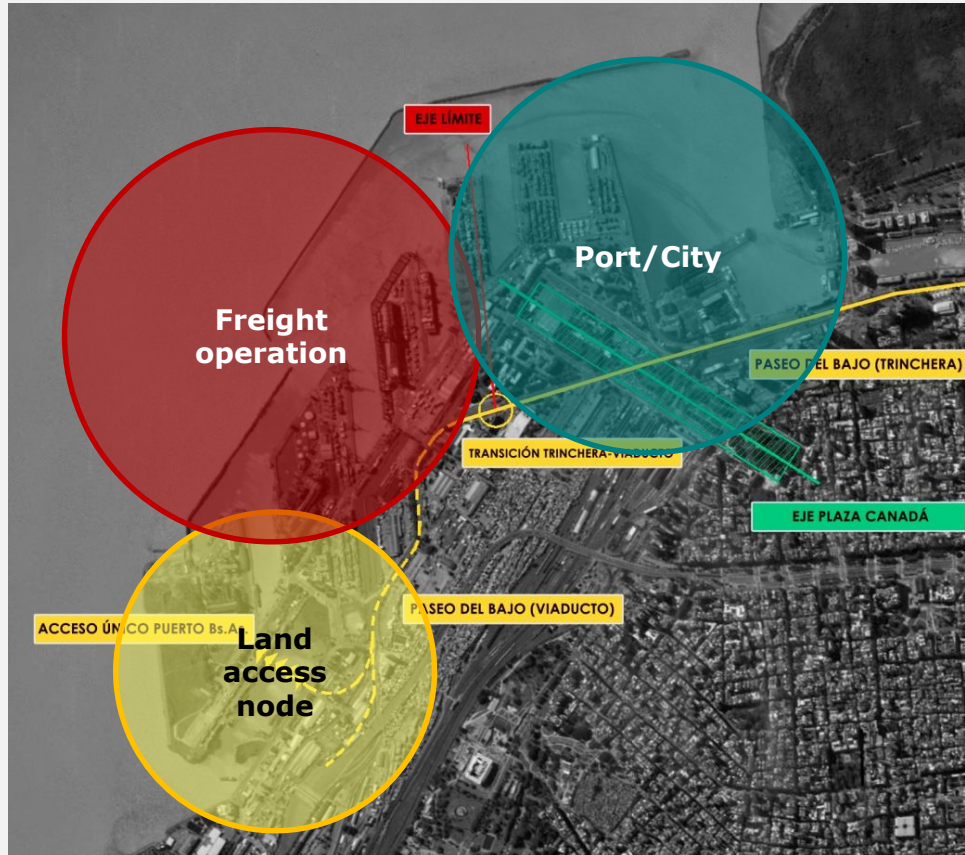 EJE LÍMITE
Port/City
Freight
operation
PASEO DEL BAJO (TRINCHERA)
TRANSICIÓN TRINCHERA-VIADUCTO
EJE PLAZA CANADÁ
PASEO DEL BAJO (VIADUCTO)
ACCESO ÚNICO PUERTO Bs.As.
Land
access
node